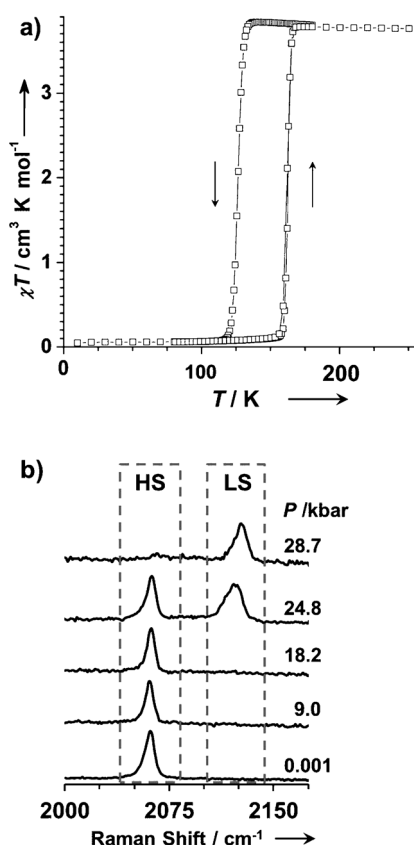 a)
3
2
1
0
χT / cm³ K mol⁻¹
0 100 200
T / K
b)
HS LS
P /kbar
28.7
24.8
18.2
9.0
0.001
2000 2075 2150
Raman Shift / cm⁻¹